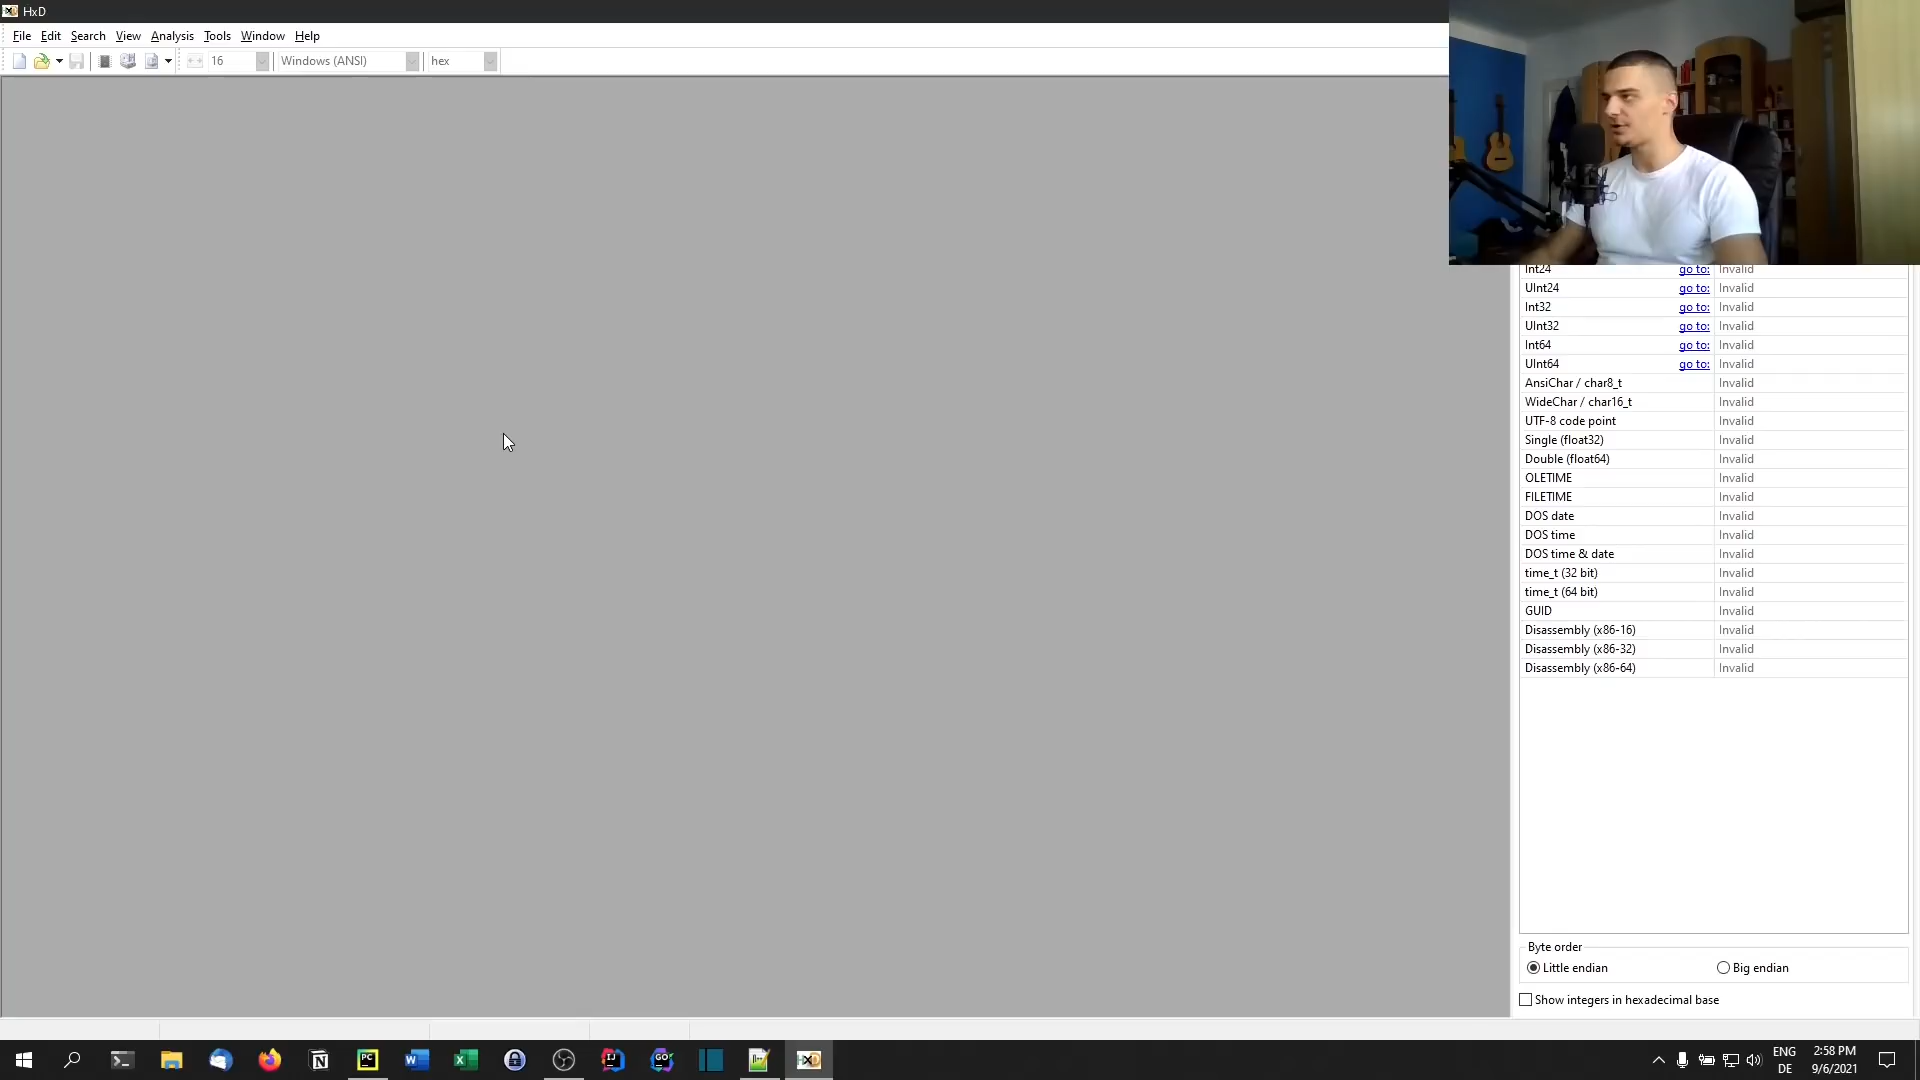 HxD
File Edit Search View Analysis Tools Window Help
16 Windows (ANSI) hex
Int24 go to: Invalid
UInt24 go to: Invalid
Int32 go to: Invalid
UInt32 go to: Invalid
Int64 go to: Invalid
UInt64 go to: Invalid
AnsiChar / char8_t Invalid
WideChar / char16_t Invalid
UTF-8 code point Invalid
Single (float32) Invalid
Double (float64) Invalid
OLETIME Invalid
FILETIME Invalid
DOS date Invalid
DOS time Invalid
DOS time & date Invalid
time_t (32 bit) Invalid
time_t (64 bit) Invalid
GUID Invalid
Disassembly (x86-16) Invalid
Disassembly (x86-32) Invalid
Disassembly (x86-64) Invalid
Byte order
Little endian Big endian
Show integers in hexadecimal base
ENG 2:58 PM
DE 9/6/2021